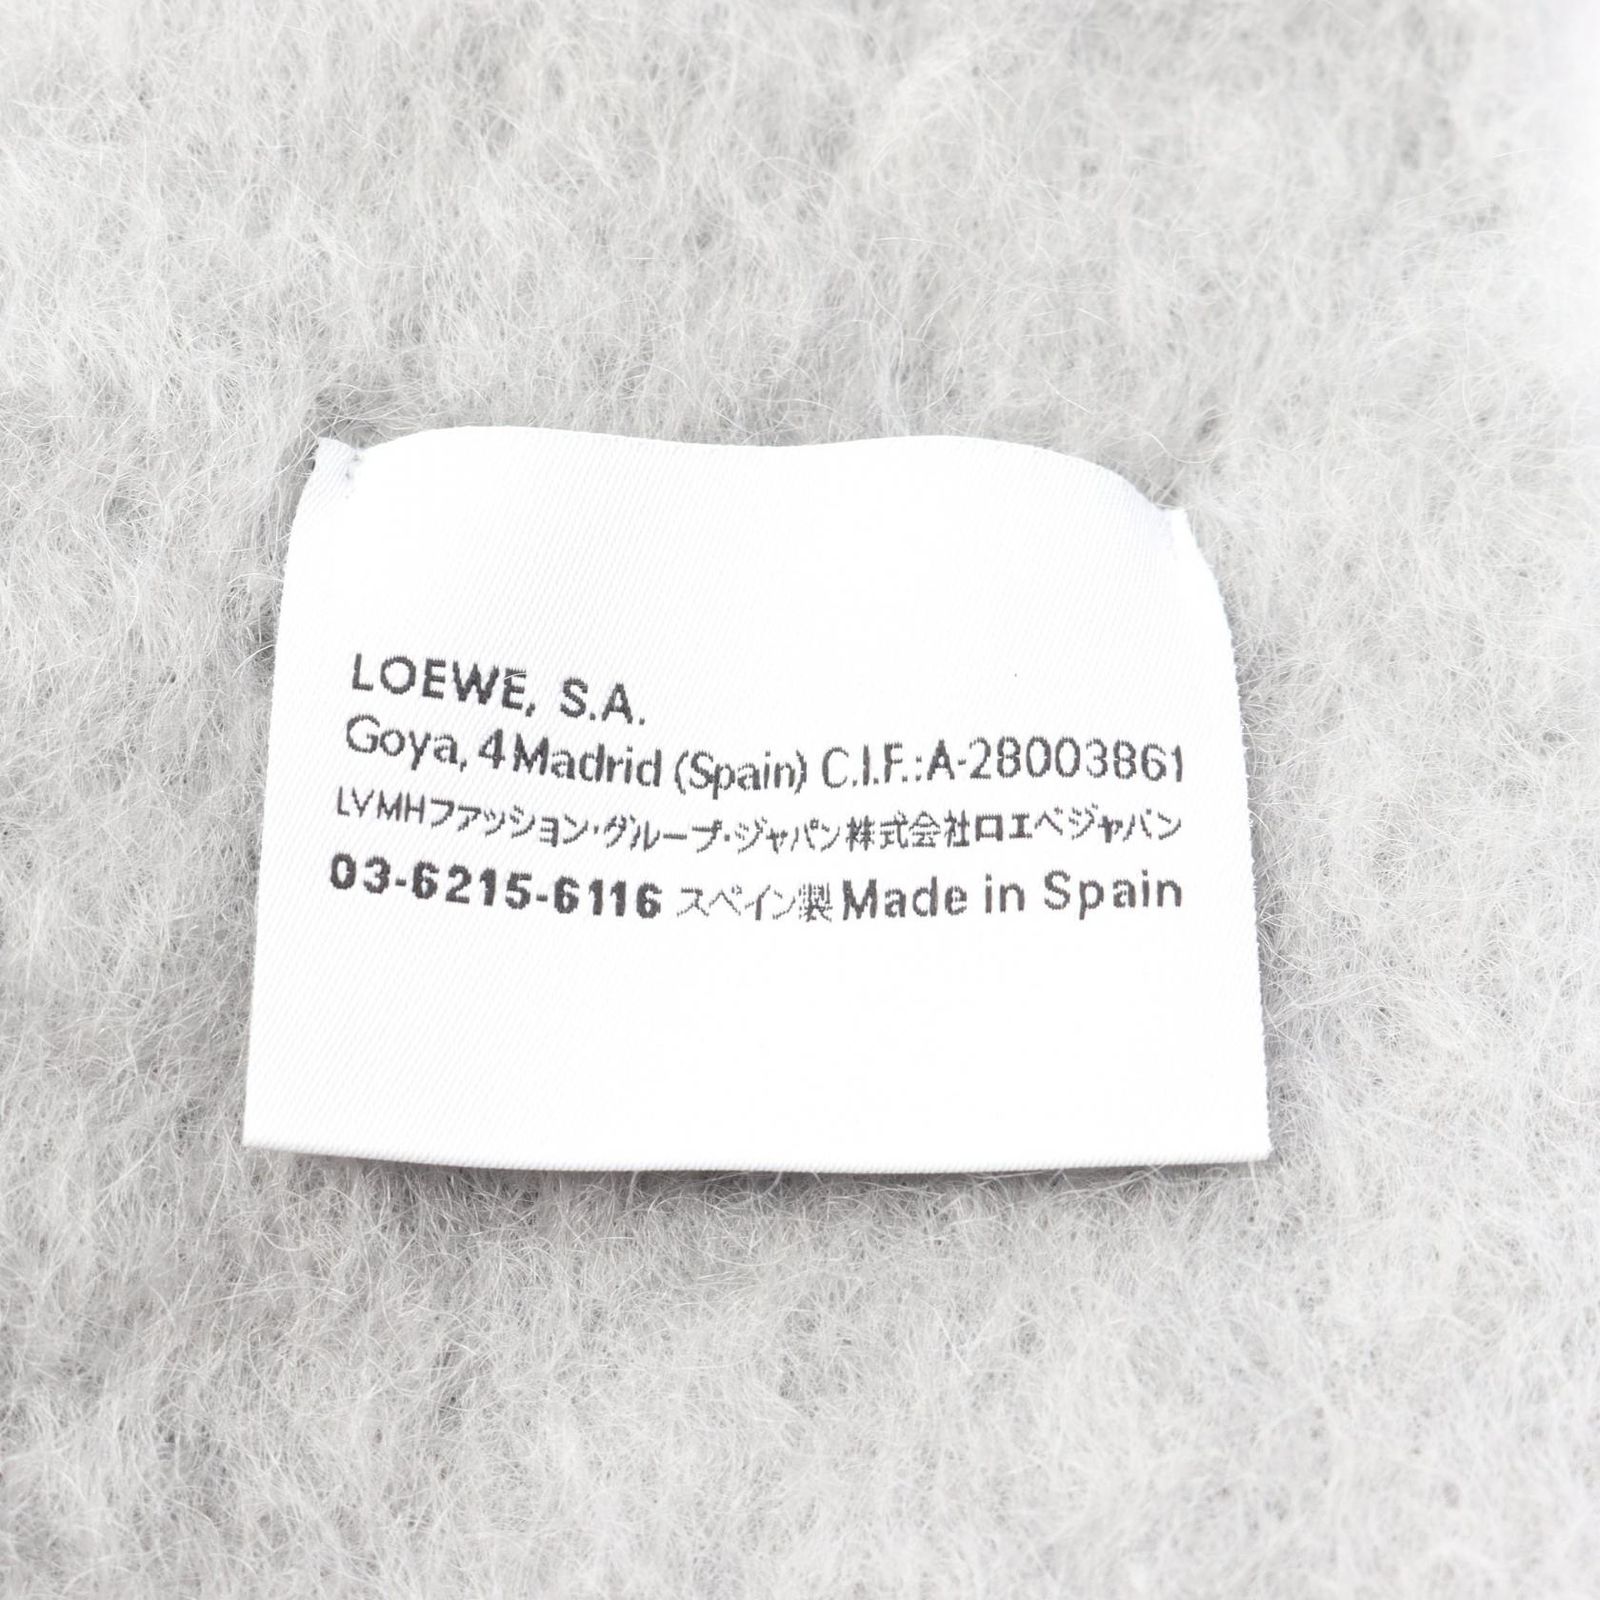 LOEWE, S.A.
Goya, 4 Madrid (Spain) C.I.F.:A-28003861
LVMHファッション・グループ・ジャパン株式会社ロエベジャパン
03-6215-6116 スペイン製 Made in Spain